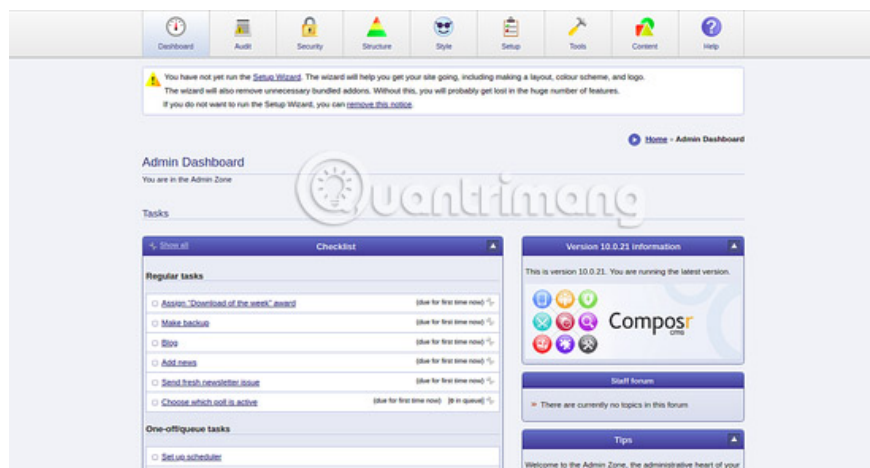 Dashboard
Audit
Security
Structure
Style
Setup
Tools
Content
Help
You have not yet run the Setup Wizard. The wizard will help you get your site going, including making a layout, colour scheme, and logo.
The wizard will also remove unnecessary bundled addons. Without this, you will probably get lost in the huge number of features.
If you do not want to run the Setup Wizard, you can remove this notice.
Home - Admin Dashboard
Admin Dashboard
You are in the Admin Zone
Quantrimang
Tasks
Show all
Checklist
Regular tasks
Assign "Download of the week" award (due for first time now)
Make backup (due for first time now)
Blog (due for first time now)
Add news (due for first time now)
Send fresh newsletter issue (due for first time now)
Choose which poll is active (due for first time now) [0 in queue]
One-off/queue tasks
Set up scheduler
Version 10.0.21 information
This is version 10.0.21. You are running the latest version.
Composr
cms
Staff forum
» There are currently no topics in this forum
Tips
Welcome to the Admin Zone, the administrative heart of your